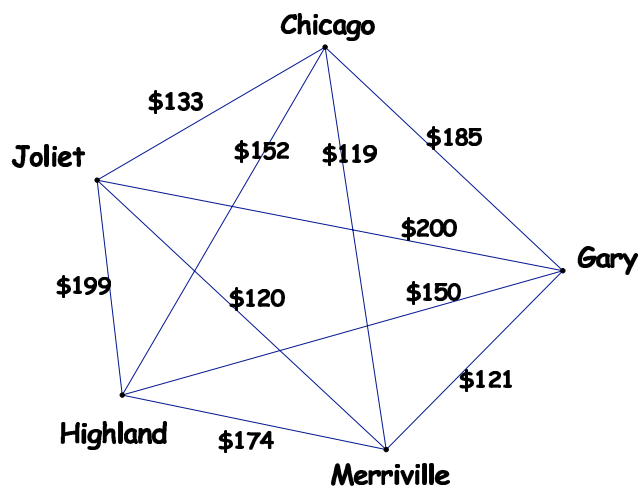 Chicago
$133
$185
$152
$119
Joliet
$200
Gary
$199
$120
$150
$121
Highland
$174
Merriville